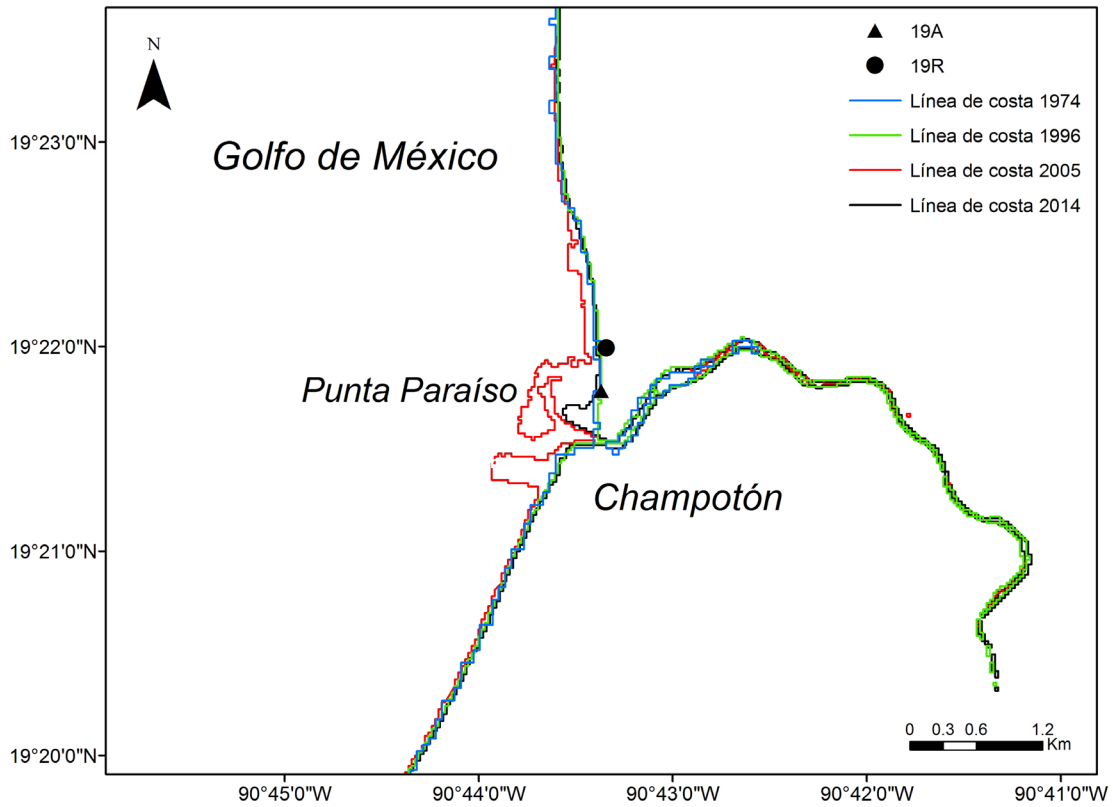 N
19A
19R
Línea de costa 1974
Línea de costa 1996
Línea de costa 2005
Línea de costa 2014
Golfo de México
Punta Paraíso
Champotón
19°23'0"N
19°22'0"N
19°21'0"N
19°20'0"N
0 0.3 0.6 1.2
Km
90°45'0"W 90°44'0"W 90°43'0"W 90°42'0"W 90°41'0"W